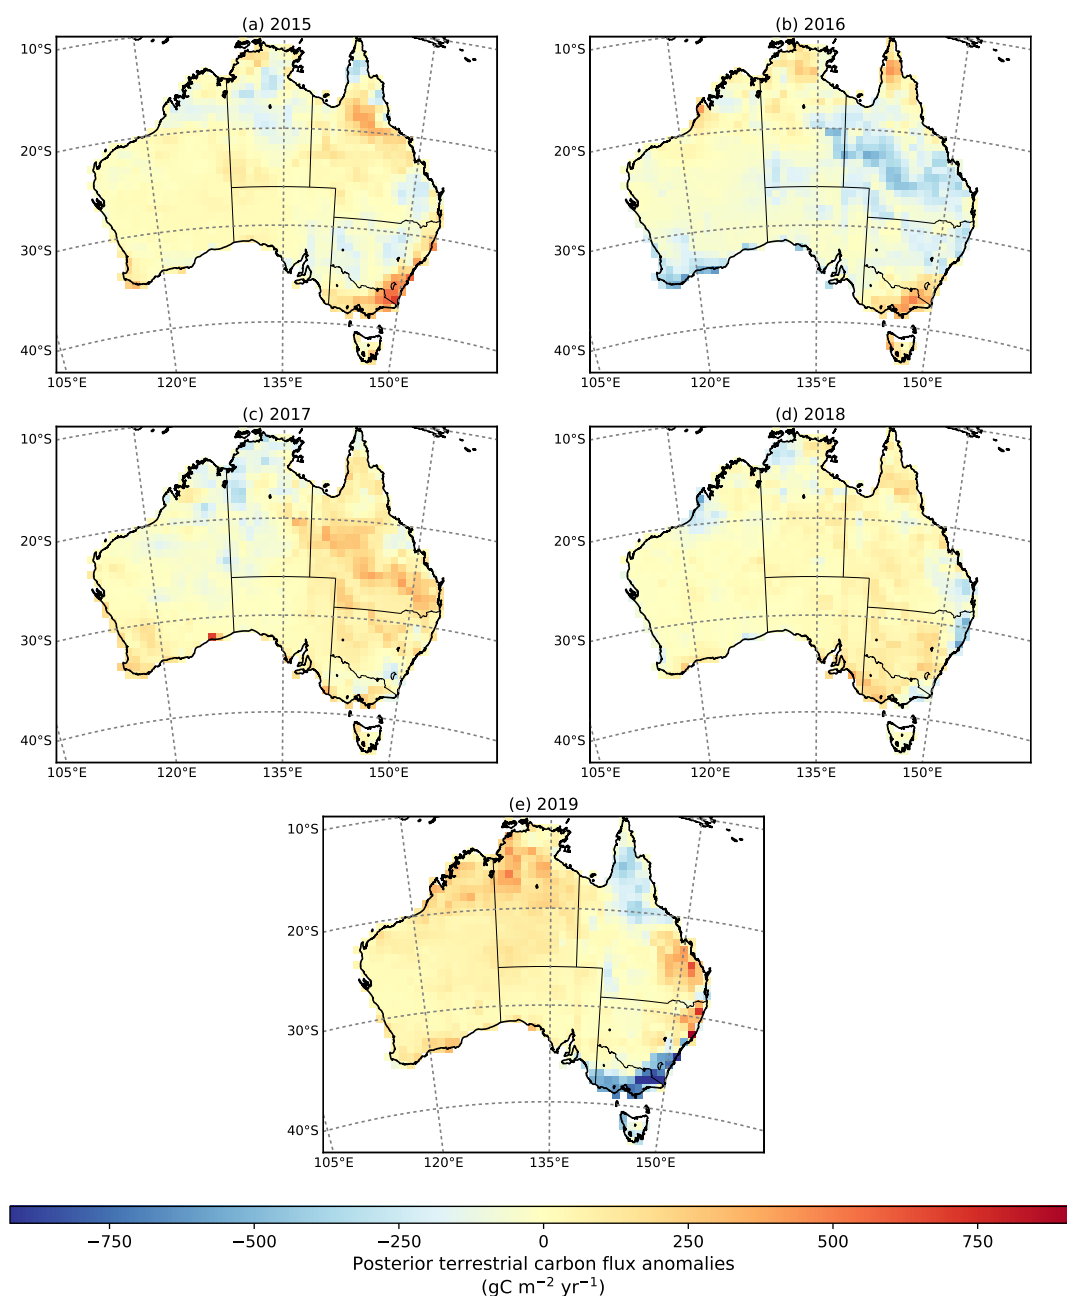 (a) 2015
(b) 2016
10°S
20°S
30°S
40°S
105°E 120°E 135°E 150°E
10°S
20°S
30°S
40°S
105°E 120°E 135°E 150°E
(c) 2017
(d) 2018
10°S
20°S
30°S
40°S
105°E 120°E 135°E 150°E
10°S
20°S
30°S
40°S
105°E 120°E 135°E 150°E
(e) 2019
10°S
20°S
30°S
40°S
105°E 120°E 135°E 150°E
−750 −500 −250 0 250 500 750
Posterior terrestrial carbon flux anomalies
(gC m⁻² yr⁻¹)